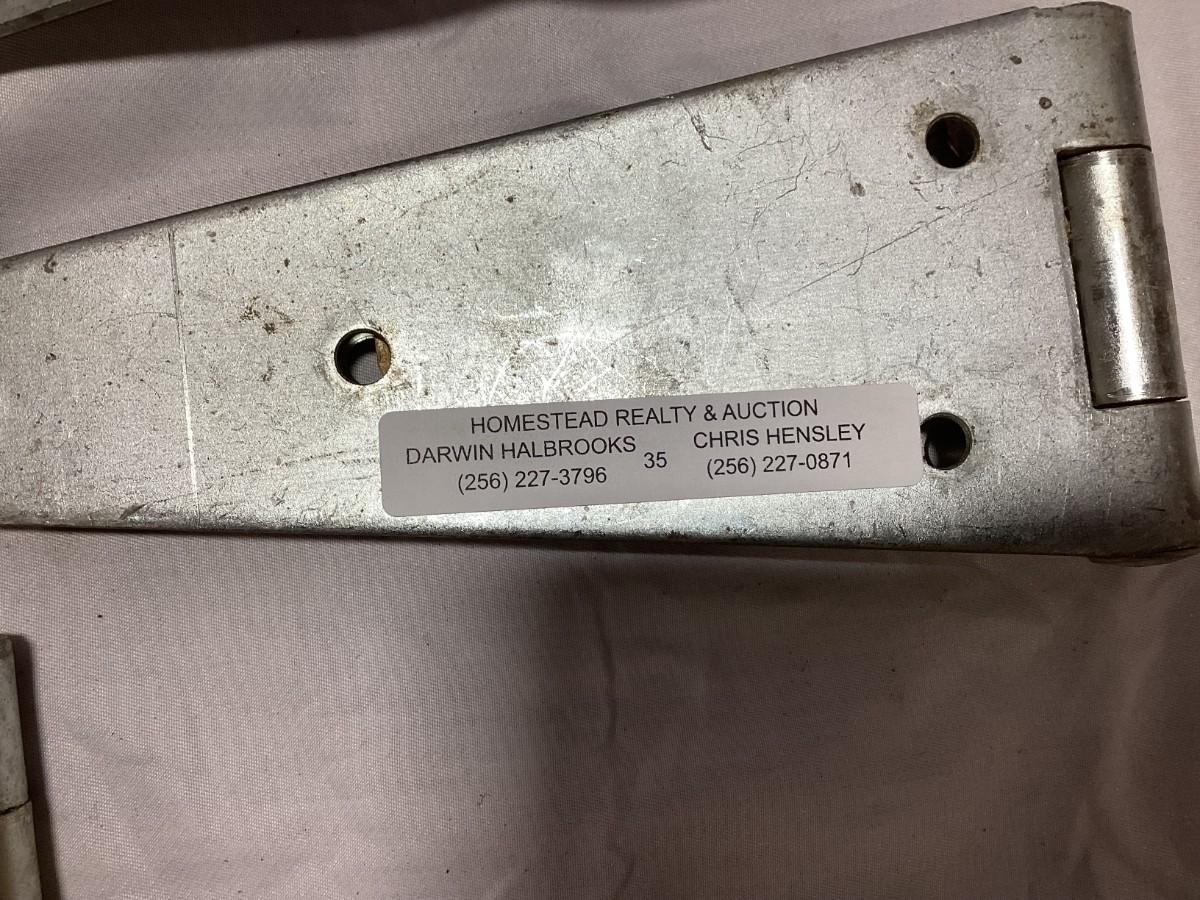 HOMESTEAD REALTY & AUCTION
DARWIN HALBROOKS 35 CHRIS HENSLEY
(256) 227-3796 (256) 227-0871